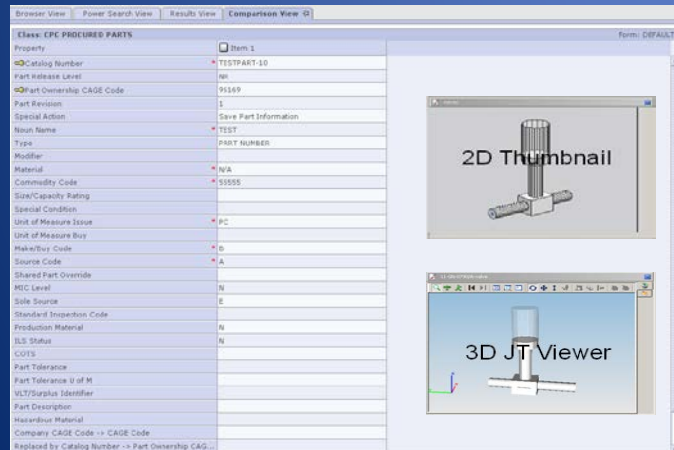 Browser View
Power Search View
Results View
Comparison View
Class: CPC PROCURED PARTS
Form: DEFAULT
Property Item 1
Catalog Number * TESTPART-10
Part Release Level NR
Part Ownership CAGE Code 95169
Part Revision 1
Special Action Save Part Information
Noun Name * TEST
Type PART NUMBER
Modifier
Material * N/A
Commodity Code * 55555
Size/Capacity Rating
Special Condition
Unit of Measure Issue * PC
Unit of Measure Buy
Make/Buy Code *
Source Code * A
Shared Part Override
MIC Level N
Sole Source E
Standard Inspection Code
Production Material N
ILS Status N
COTS
Part Tolerance
Part Tolerance U of M
VLT/Surplus Identifier
Part Description
Hazardous Material
Company CAGE Code -> CAGE Code
Replaced by Catalog Number -> Part Ownership CAG...
2D Thumbnail
3D JT Viewer